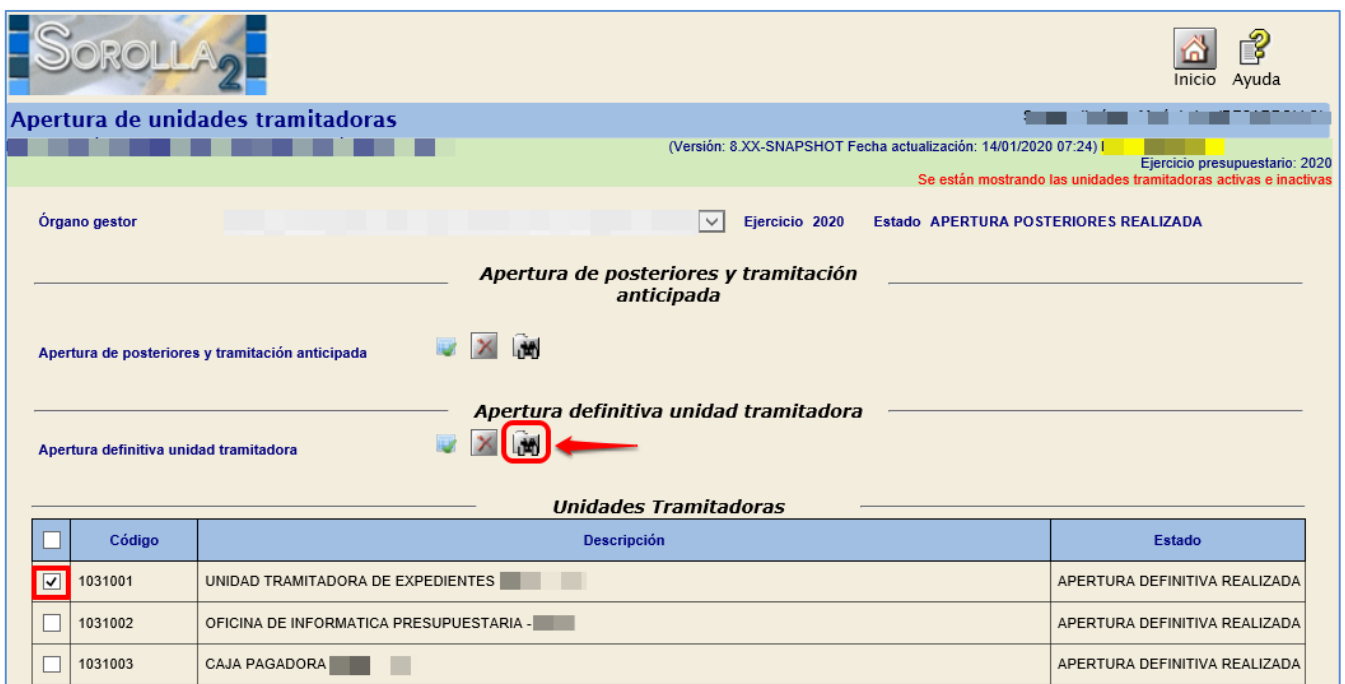 SOROLLA2
Inicio Ayuda
Apertura de unidades tramitadoras
(Versión: 8.XX-SNAPSHOT Fecha actualización: 14/01/2020 07:24)
Ejercicio presupuestario: 2020
Se están mostrando las unidades tramitadoras activas e inactivas
Órgano gestor Ejercicio 2020 Estado APERTURA POSTERIORES REALIZADA
Apertura de posteriores y tramitación
anticipada
Apertura de posteriores y tramitación anticipada
Apertura definitiva unidad tramitadora
Apertura definitiva unidad tramitadora
Unidades Tramitadoras
Código Descripción Estado
1031001 UNIDAD TRAMITADORA DE EXPEDIENTES APERTURA DEFINITIVA REALIZADA
1031002 OFICINA DE INFORMATICA PRESUPUESTARIA - APERTURA DEFINITIVA REALIZADA
1031003 CAJA PAGADORA APERTURA DEFINITIVA REALIZADA